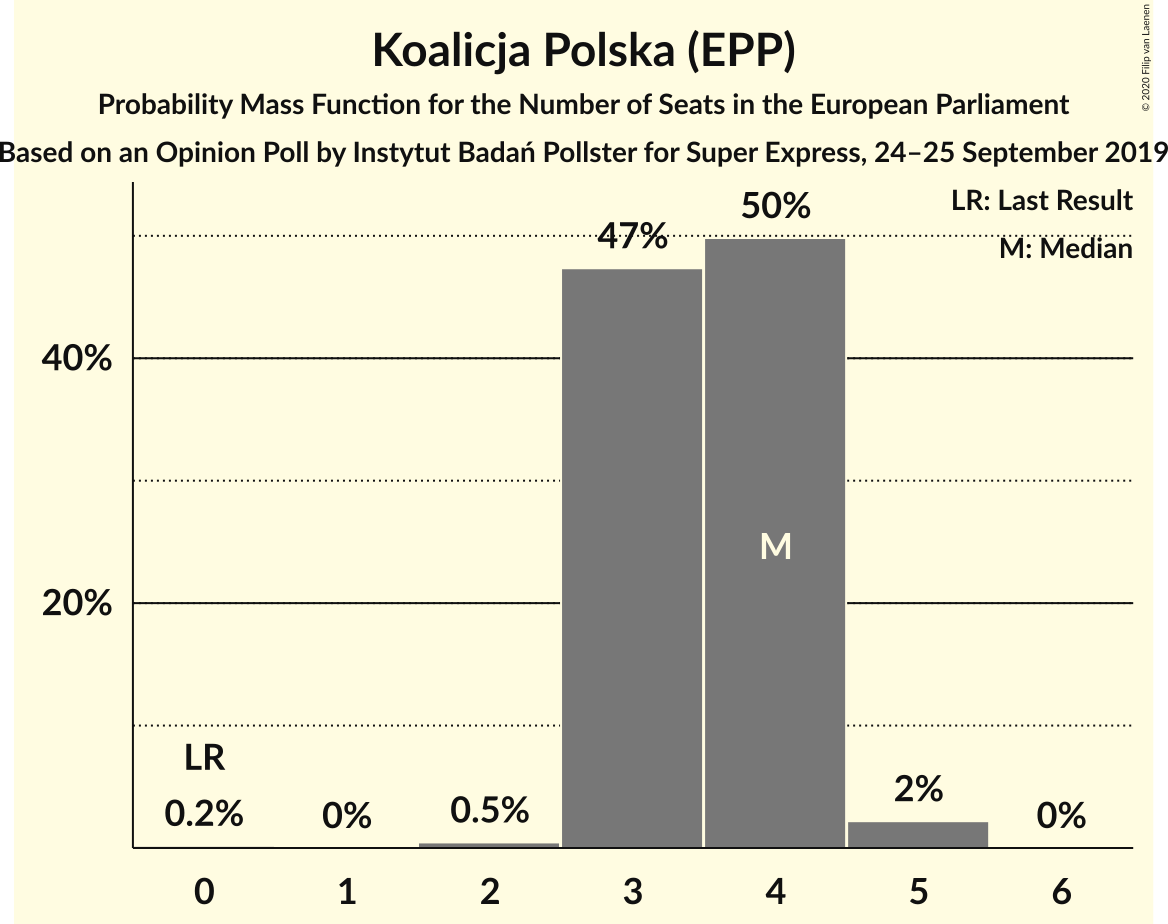 Koalicja Polska (EPP)
Probability Mass Function for the Number of Seats in the European Parliament
Based on an Opinion Poll by Instytut Badań Pollster for Super Express, 24–25 September 2019
© 2020 Filip van Laenen
LR: Last Result
M: Median
50%
47%
40%
M
20%
LR
0.2%
0%
0.5%
2%
0%
0 1 2 3 4 5 6